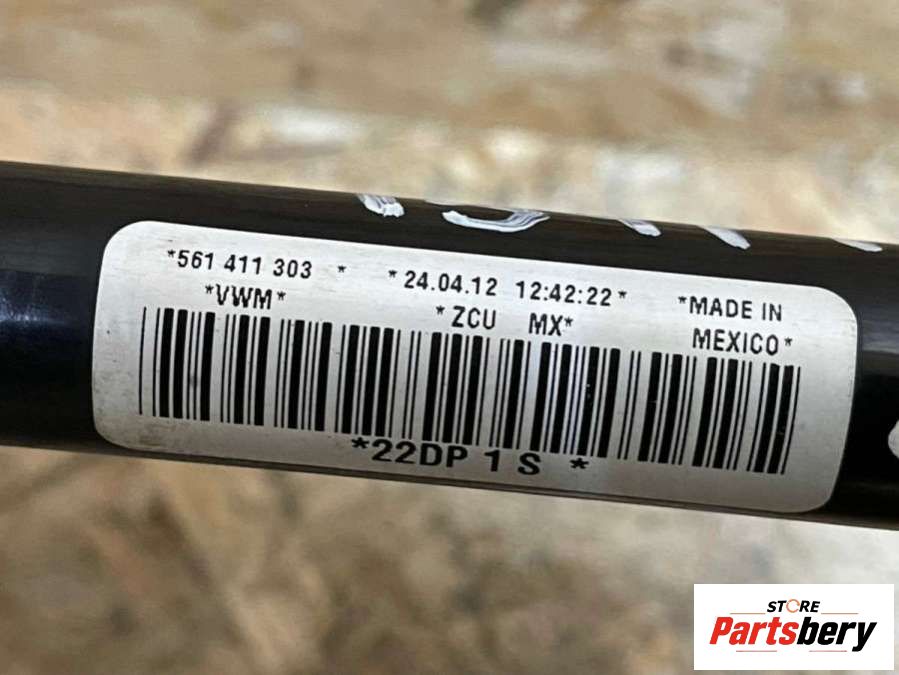 *561 411 303 * *24.04.12 12:42:22* *MADE IN
*VWM* *ZCU MX* MEXICO*
*22DP 1 S *
STORE
Partsbery